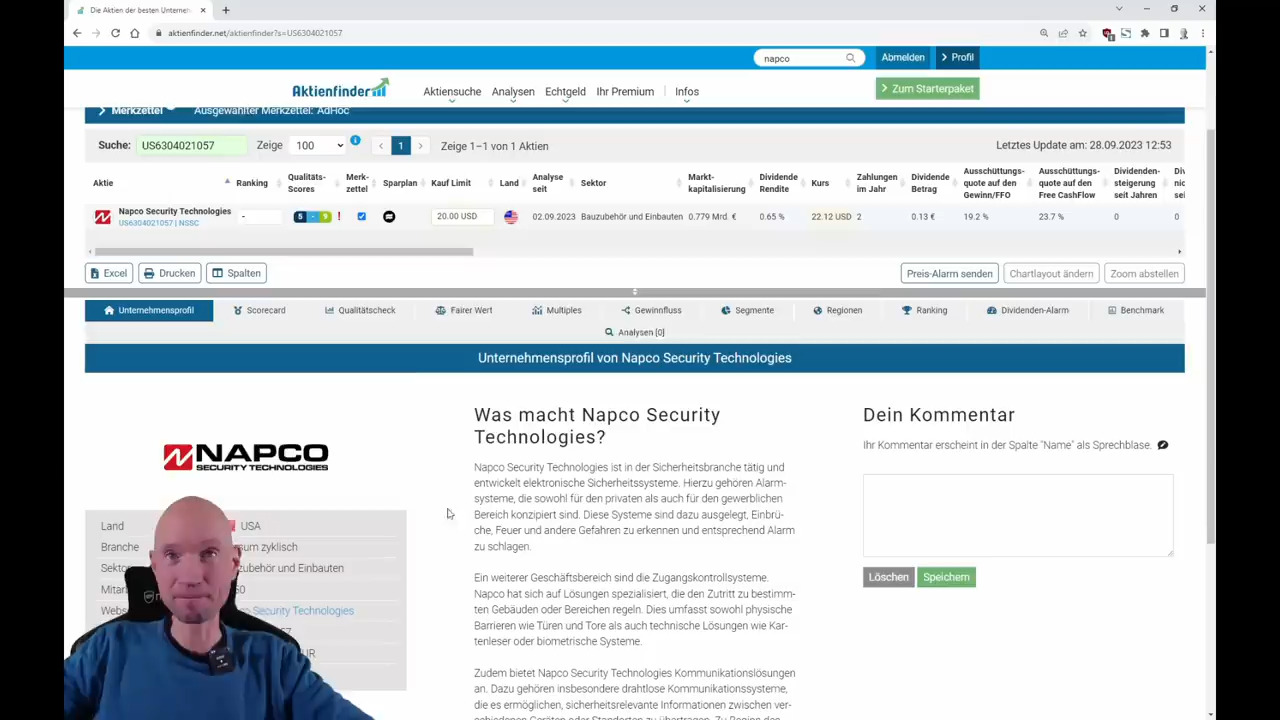 Die Aktien der besten Unterneh
aktienfinder.net/aktienfinder?s=US6304021057
napco
Abmelden
Profil
Aktienfinder
Aktiensuche
Analysen
Echtgeld
Ihr Premium
Infos
Zum Starterpaket
Merkzettel
Ausgewählter Merkzettel: AdHoc
Suche:
US6304021057
Zeige
100
1
Zeige 1–1 von 1 Aktien
Letztes Update am: 28.09.2023 12:53
Aktie
Ranking
Qualitäts-
Scores
Merk-
zettel
Sparplan
Kauf Limit
Land
Analyse
seit
Sektor
Markt-
kapitalisierung
Dividende
Rendite
Kurs
Zahlungen
im Jahr
Dividende
Betrag
Ausschüttungs-
quote auf den
Gewinn/FFO
Ausschüttungs-
quote auf den
Free CashFlow
Dividenden-
steigerung
seit Jahren
Napco Security Technologies
US6304021057 | NSSC
-
5 - 9 !
20.00 USD
02.09.2023
Bauzubehör und Einbauten
0.779 Mrd. €
0.65 %
22.12 USD
2
0.13 €
19.2 %
23.7 %
0
0
Excel
Drucken
Spalten
Preis-Alarm senden
Chartlayout ändern
Zoom abstellen
Unternehmensprofil
Scorecard
Qualitätscheck
Fairer Wert
Multiples
Gewinnfluss
Segmente
Regionen
Ranking
Dividenden-Alarm
Benchmark
Analysen [0]
Unternehmensprofil von Napco Security Technologies
NAPCO
SECURITY TECHNOLOGIES
Land
USA
Branche
sum zyklisch
Sekto
zubehör und Einbauten
Mitar
Webs
Security Technologies
Was macht Napco Security
Technologies?
Napco Security Technologies ist in der Sicherheitsbranche tätig und
entwickelt elektronische Sicherheitssysteme. Hierzu gehören Alarm-
systeme, die sowohl für den privaten als auch für den gewerblichen
Bereich konzipiert sind. Diese Systeme sind dazu ausgelegt, Einbrü-
che, Feuer und andere Gefahren zu erkennen und entsprechend Alarm
zu schlagen.
Ein weiterer Geschäftsbereich sind die Zugangskontrollsysteme.
Napco hat sich auf Lösungen spezialisiert, die den Zutritt zu bestimm-
ten Gebäuden oder Bereichen regeln. Dies umfasst sowohl physische
Barrieren wie Türen und Tore als auch technische Lösungen wie Kar-
tenleser oder biometrische Systeme.
Zudem bietet Napco Security Technologies Kommunikationslösungen
an. Dazu gehören insbesondere drahtlose Kommunikationssysteme,
die es ermöglichen, sicherheitsrelevante Informationen zwischen ver-
Dein Kommentar
Ihr Kommentar erscheint in der Spalte "Name" als Sprechblase.
Löschen
Speichern